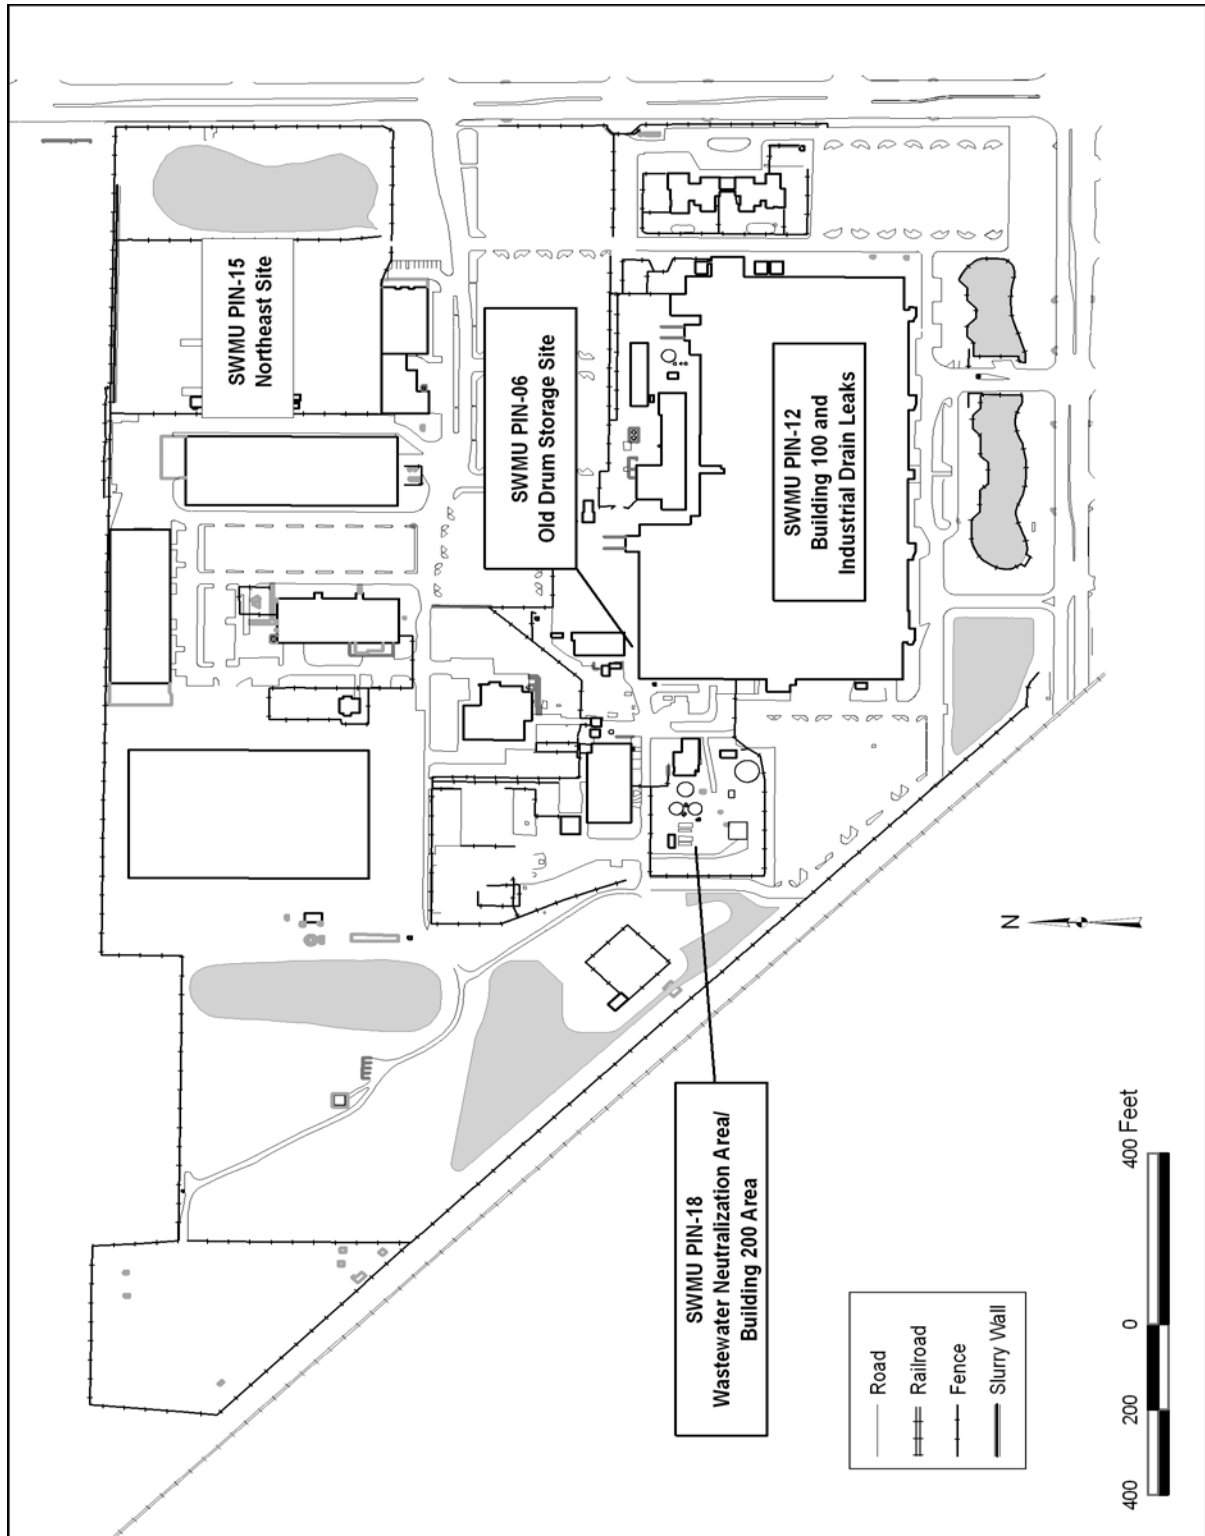 SWMU PIN-15
Northeast Site
SWMU PIN-06
Old Drum Storage Site
SWMU PIN-12
Building 100 and
Industrial Drain Leaks
SWMU PIN-18
Wastewater Neutralization Area/
Building 200 Area
N
Road
Railroad
Fence
Slurry Wall
400
200
0
400 Feet